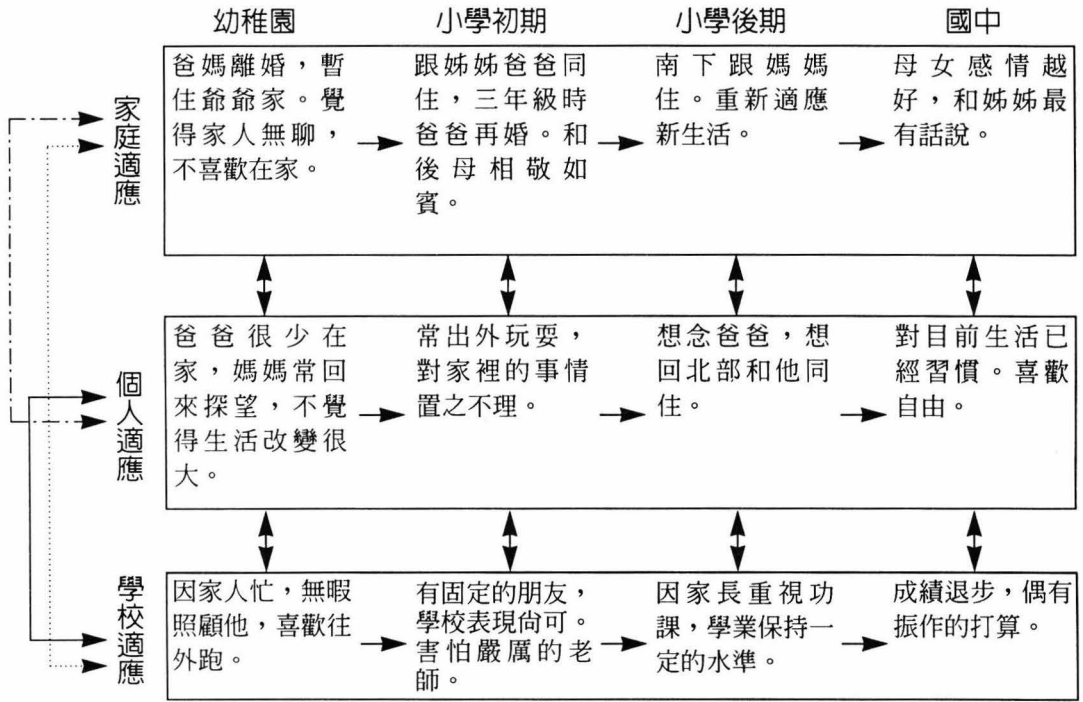 幼稚園
小學初期
小學後期
國中
家庭適應
爸媽離婚，暫
住爺爺家。覺
得家人無聊，
不喜歡在家。
跟姊姊爸爸同
住，三年級時
爸爸再婚。和
後母相敬如
賓。
南下跟媽媽
住。重新適應
新生活。
母女感情越
好，和姊姊最
有話說。
個人適應
爸爸很少在
家，媽媽常回
來探望，不覺
得生活改變很
大。
常出外玩耍，
對家裡的事情
置之不理。
想念爸爸，想
回北部和他同
住。
對目前生活已
經習慣。喜歡
自由。
學校適應
因家人忙，無暇
照顧他，喜歡往
外跑。
有固定的朋友，
學校表現尚可。
害怕嚴厲的老
師。
因家長重視功
課，學業保持一
定的水準。
成績退步，偶有
振作的打算。